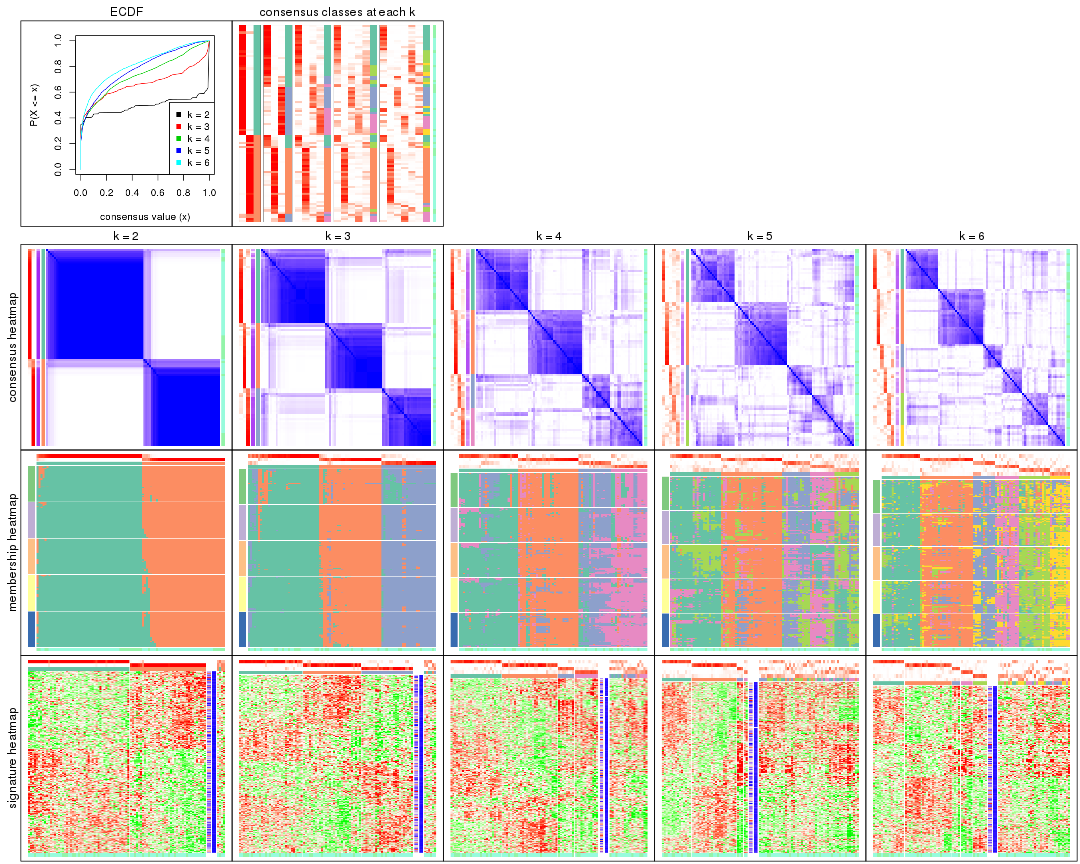 ECDF
consensus classes at each k
P(X <= x)
0.0 0.2 0.4 0.6 0.8 1.0
k = 2
k = 3
k = 4
k = 5
k = 6
0.0 0.2 0.4 0.6 0.8 1.0
consensus value (x)
k = 2
k = 3
k = 4
k = 5
k = 6
consensus heatmap
membership heatmap
signature heatmap